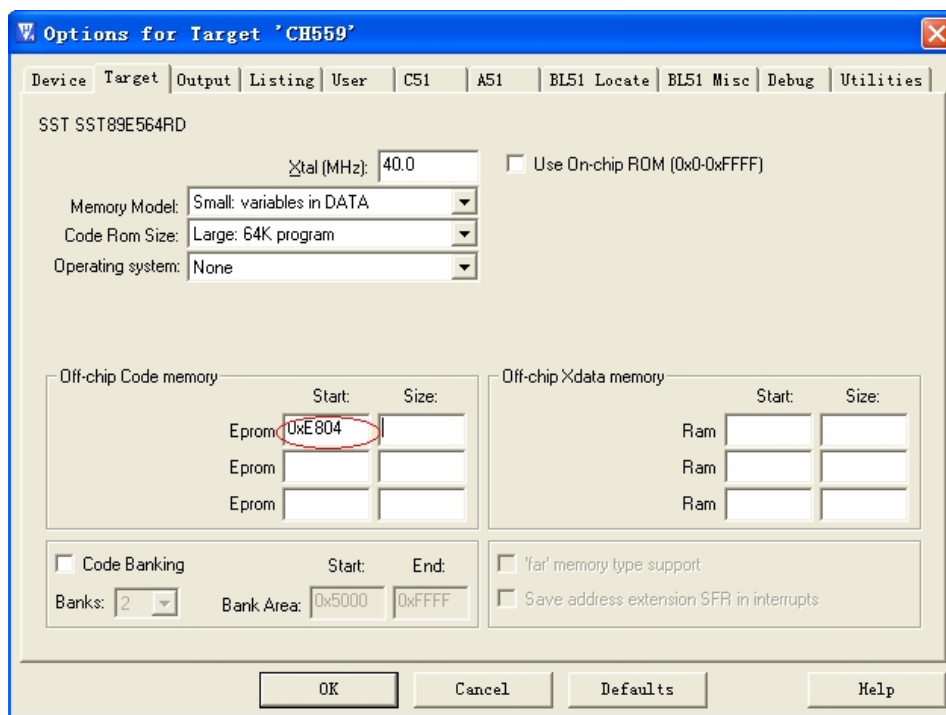 Options for Target 'CH559'
Device Target Output Listing User C51 A51 BL51 Locate BL51 Misc Debug Utilities
SST SST89E564RD
Xtal (MHz): 40.0 Use On-chip ROM (0x0-0xFFFF)
Memory Model: Small: variables in DATA
Code Rom Size: Large: 64K program
Operating system: None
Off-chip Code memory
Start: Size:
Eprom 0xE804
Eprom
Eprom
Off-chip Xdata memory
Start: Size:
Ram
Ram
Ram
Code Banking Start: End:
Banks: 2 Bank Area: 0x5000 0xFFFF
'far' memory type support
Save address extension SFR in interrupts
OK Cancel Defaults Help